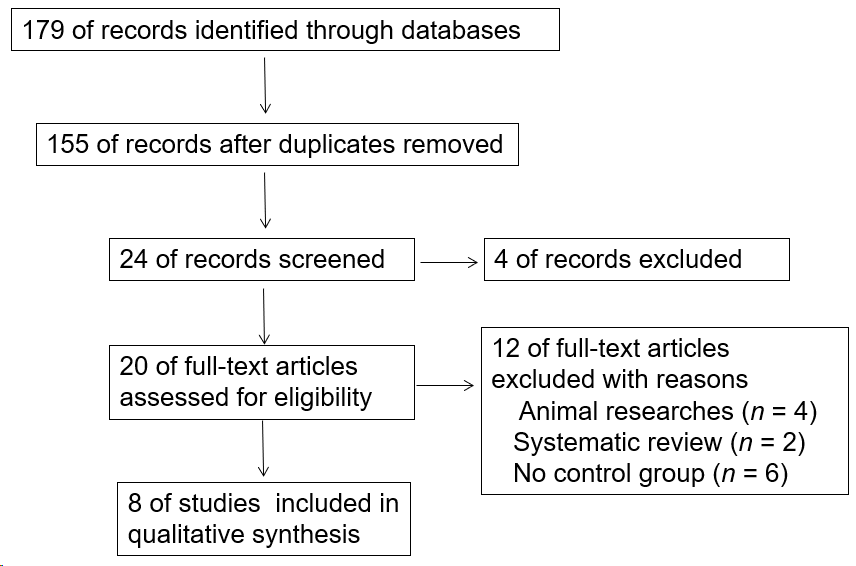 179 of records identified through databases
155 of records after duplicates removed
24 of records screened
4 of records excluded
20 of full-text articles
assessed for eligibility
12 of full-text articles
excluded with reasons
Animal researches (n = 4)
Systematic review (n = 2)
No control group (n = 6)
8 of studies  included in
qualitative synthesis